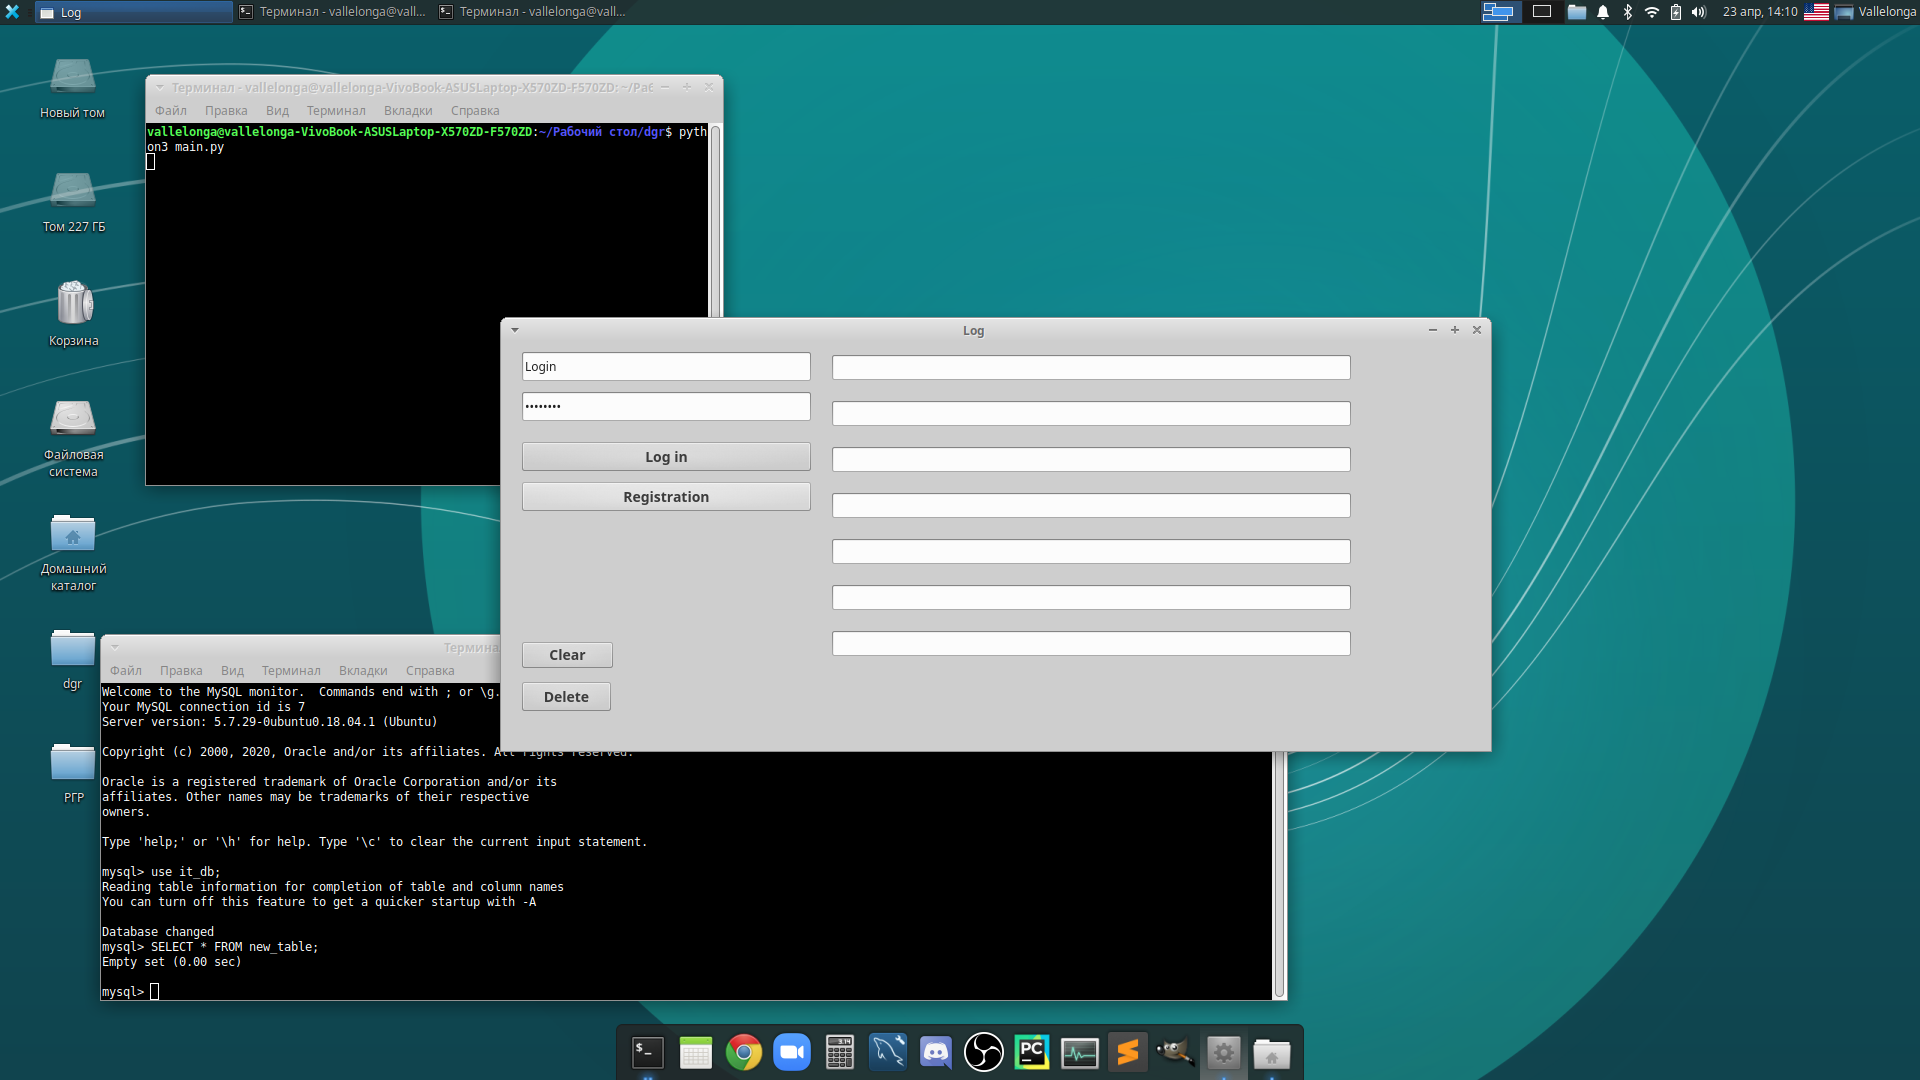 Log
Терминал - vallelonga@vall...
Терминал - vallelonga@vall...
23 апр, 14:10
Vallelonga
Новый том
Том 227 ГБ
Корзина
Файловая
система
Домашний
каталог
dgr
РГР
Терминал - vallelonga@vallelonga-VivoBook-ASUSLaptop-X570ZD-F570ZD: ~/Раб
Файл Правка Вид Терминал Вкладки Справка
vallelonga@vallelonga-VivoBook-ASUSLaptop-X570ZD-F570ZD:~/Рабочий стол/dgr$ pyth
on3 main.py
Log
Login
••••••••
Log in
Registration
Clear
Delete
Файл Правка Вид Терминал Вкладки Справка
Welcome to the MySQL monitor.  Commands end with ; or \g.
Your MySQL connection id is 7
Server version: 5.7.29-0ubuntu0.18.04.1 (Ubuntu)
Copyright (c) 2000, 2020, Oracle and/or its affiliates. All rights reserved.
Oracle is a registered trademark of Oracle Corporation and/or its
affiliates. Other names may be trademarks of their respective
owners.
Type 'help;' or '\h' for help. Type '\c' to clear the current input statement.
mysql> use it_db;
Reading table information for completion of table and column names
You can turn off this feature to get a quicker startup with -A
Database changed
mysql> SELECT * FROM new_table;
Empty set (0.00 sec)
mysql>
$_
3.14
PC